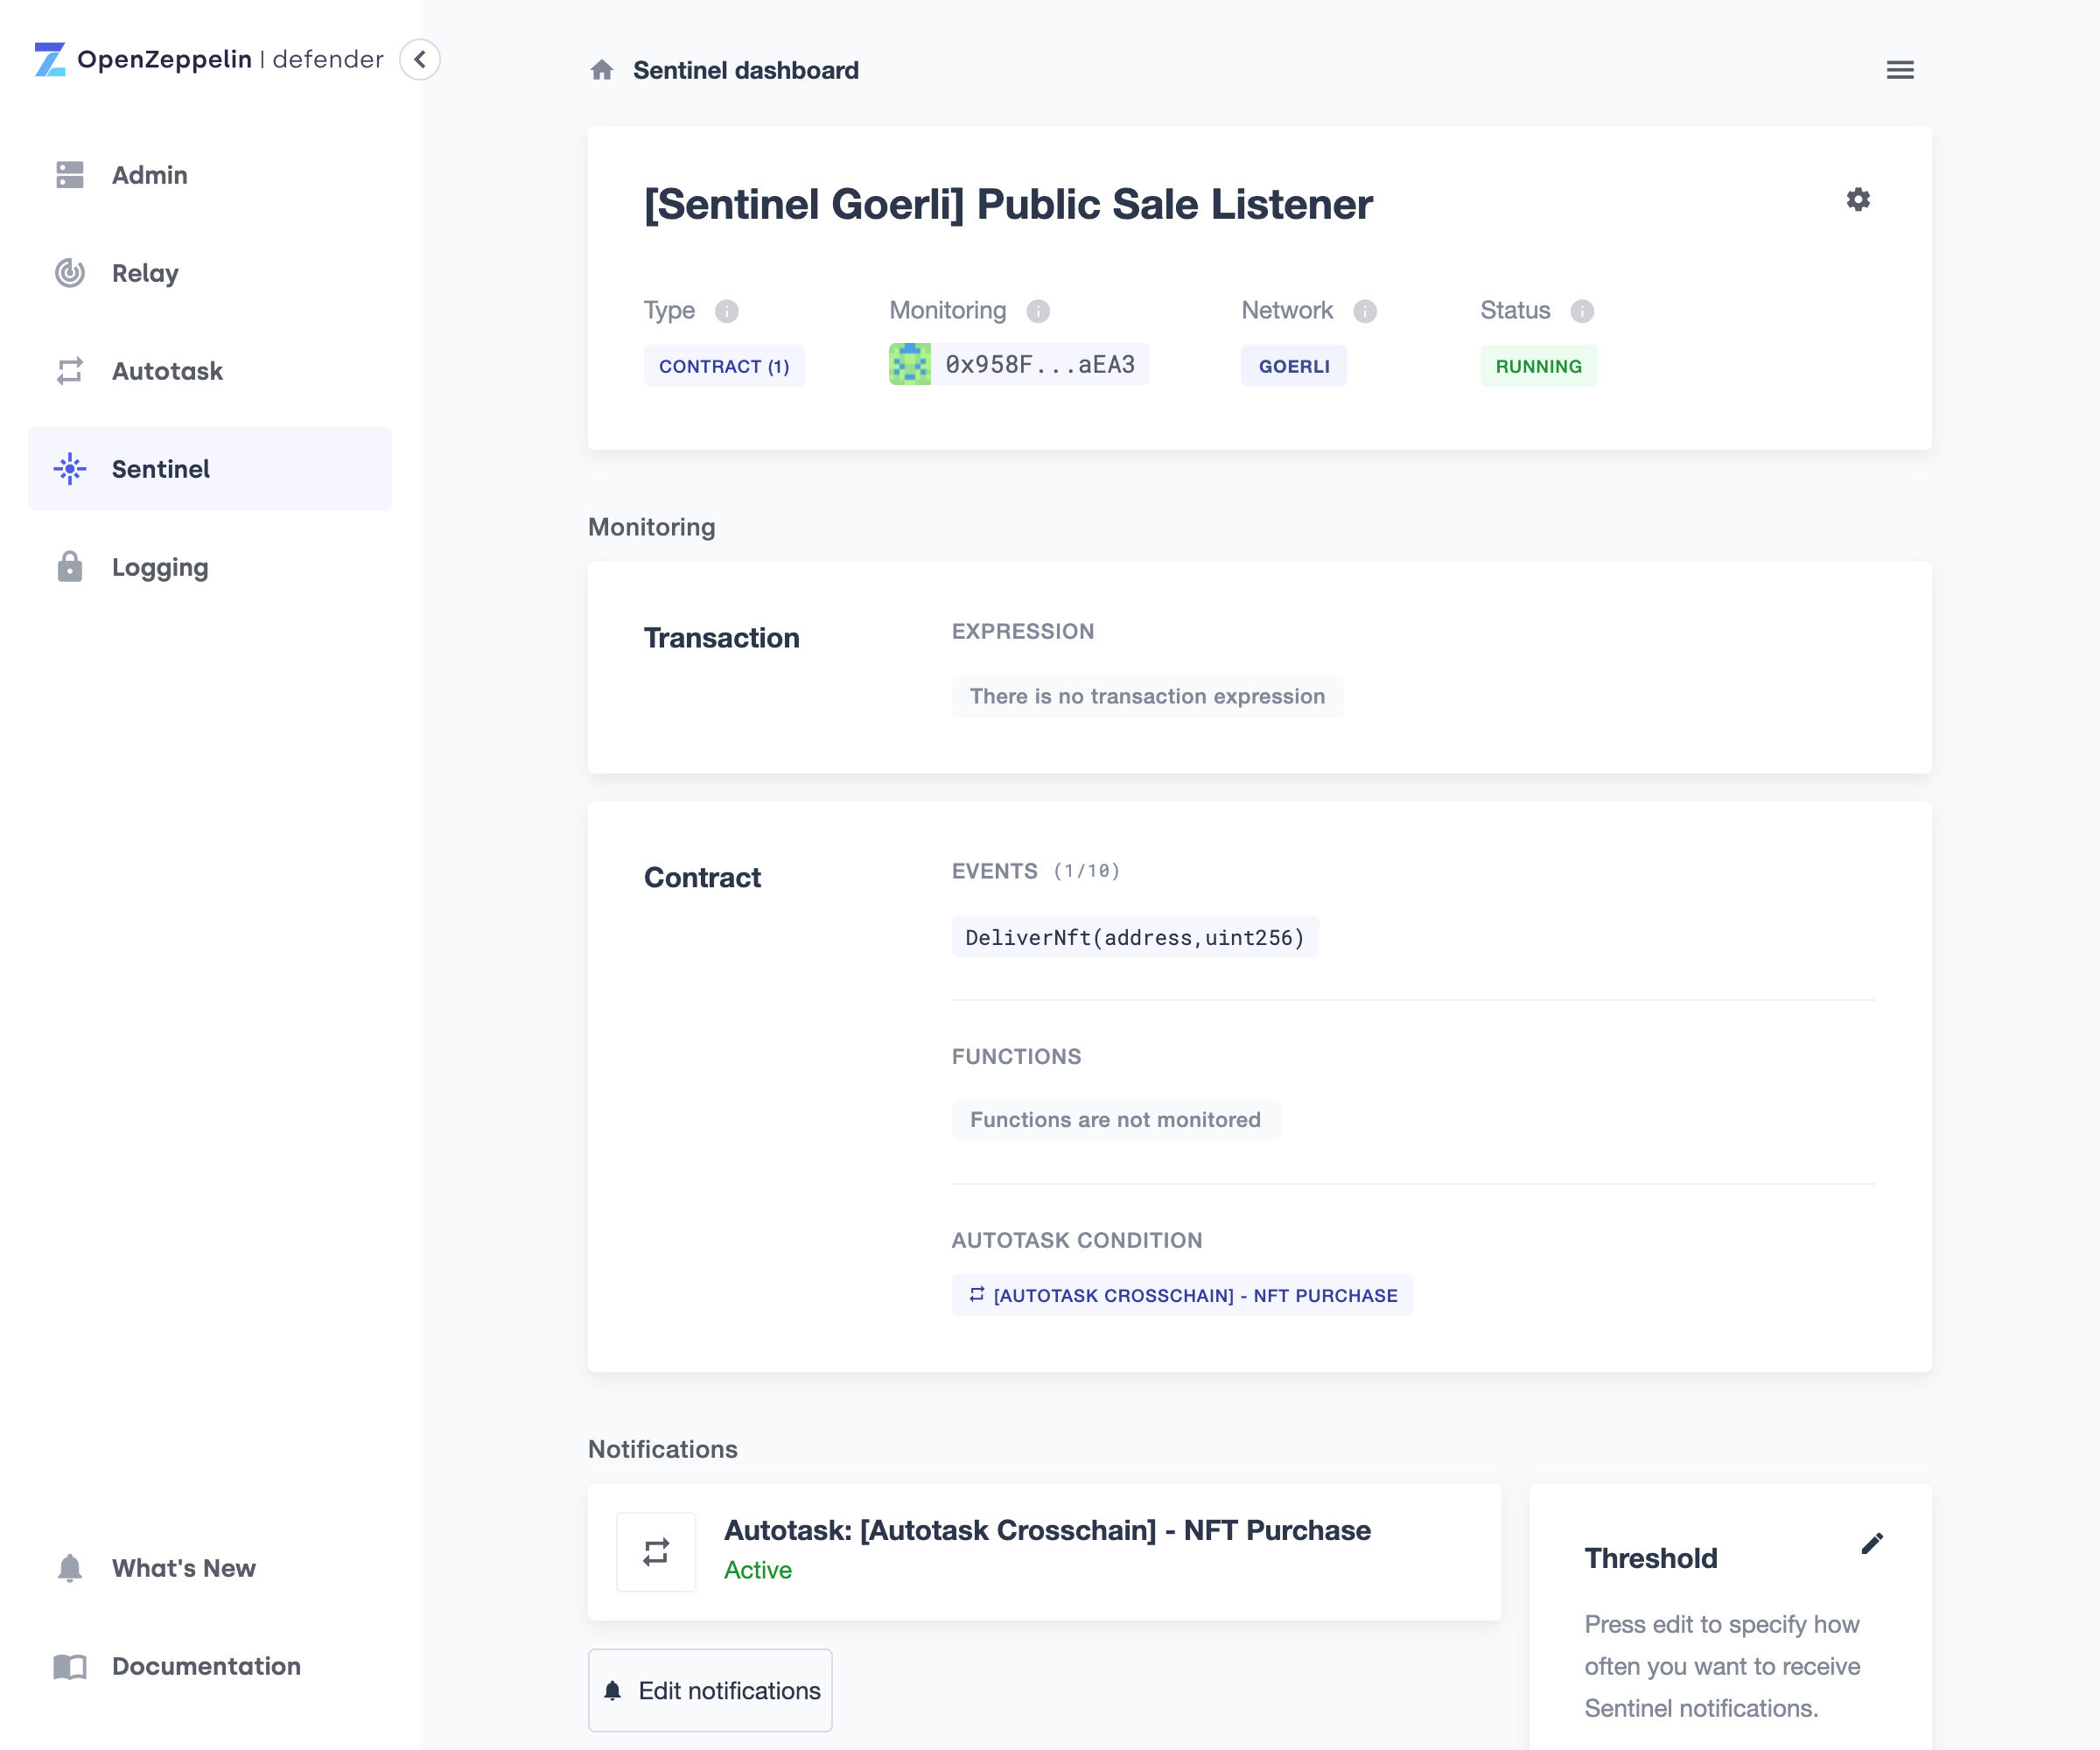 OpenZeppelin | defender
Admin
Relay
Autotask
Sentinel
Logging
What's New
Documentation
Sentinel dashboard
[Sentinel Goerli] Public Sale Listener
Type
Monitoring
Network
Status
CONTRACT (1)
0x958F...aEA3
GOERLI
RUNNING
Monitoring
Transaction
EXPRESSION
There is no transaction expression
Contract
EVENTS (1/10)
DeliverNft(address,uint256)
FUNCTIONS
Functions are not monitored
AUTOTASK CONDITION
[AUTOTASK CROSSCHAIN] - NFT PURCHASE
Notifications
Autotask: [Autotask Crosschain] - NFT Purchase
Active
Edit notifications
Threshold
Press edit to specify how
often you want to receive
Sentinel notifications.